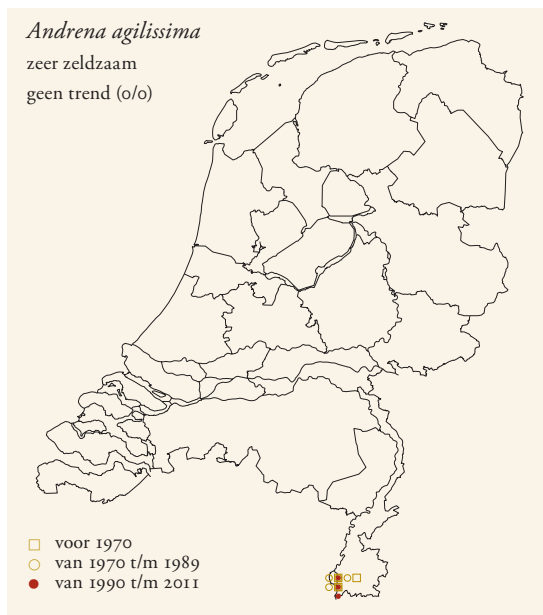 Andrena agilissima
zeer zeldzaam
geen trend (0/0)
voor 1970
van 1970 t/m 1989
van 1990 t/m 2011